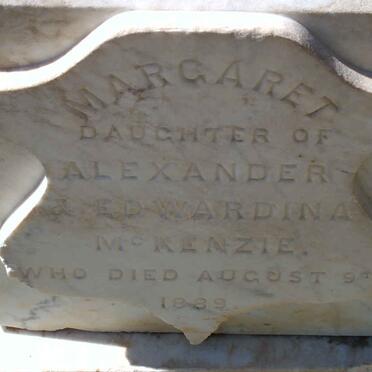 MARGARET
DAUGHTER OF
ALEXANDER
& EDWARDINA
McKENZIE.
WHO DIED AUGUST 9TH
1889.